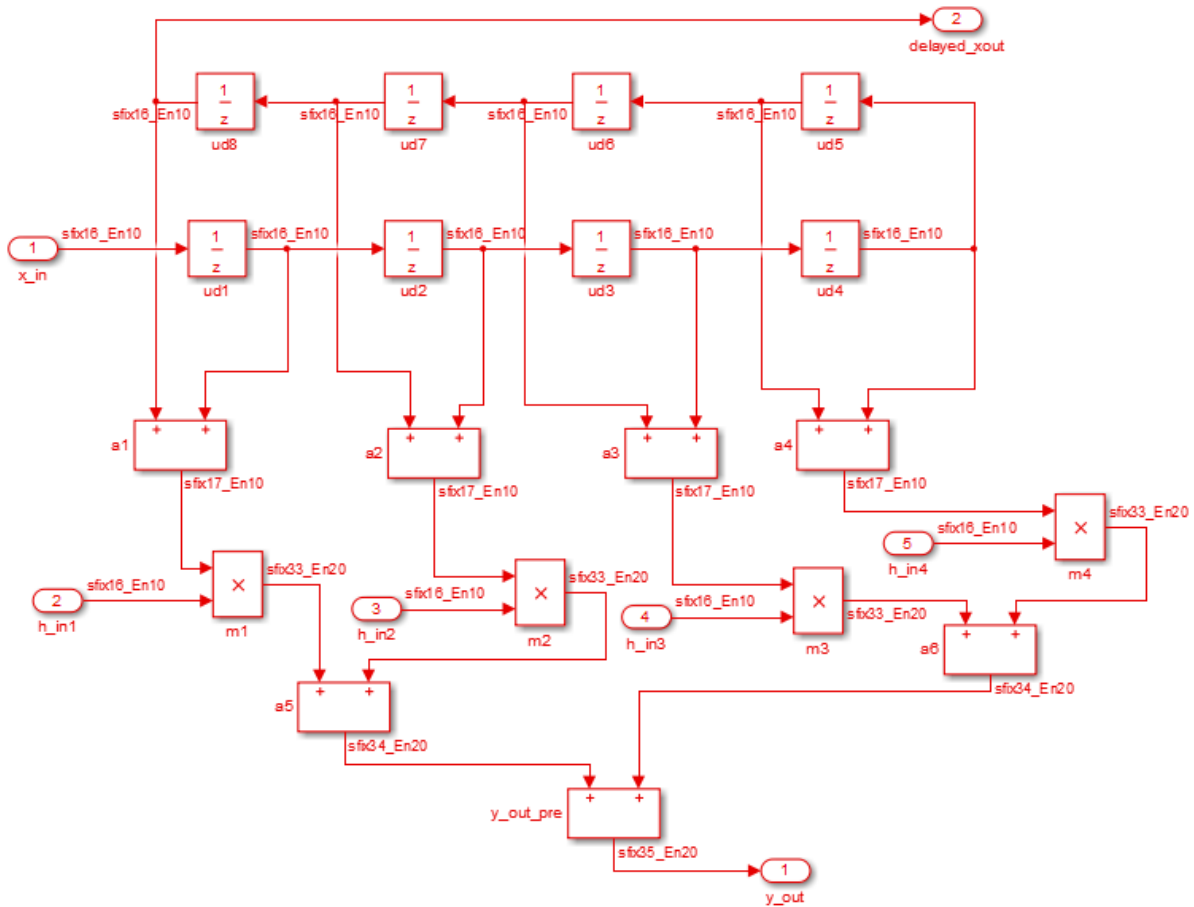 2
delayed_xout
1
z
1
z
1
z
1
z
sfix16_En10
sfix16_En10
sfix16_En10
sfix16_En10
ud8
ud7
ud6
ud5
1
x_in
sfix16_En10
1
z
sfix16_En10
1
z
sfix16_En10
1
z
sfix16_En10
1
z
sfix16_En10
ud1
ud2
ud3
ud4
a1
+ +
a2
+ +
a3
+ +
a4
+ +
sfix17_En10
sfix17_En10
sfix17_En10
sfix17_En10
sfix16_En10
5
h_in4
×
m4
sfix33_En20
2
h_in1
sfix16_En10
×
m1
sfix33_En20
3
h_in2
sfix16_En10
×
m2
sfix33_En20
4
h_in3
sfix16_En10
×
m3
sfix33_En20
a6
+ +
sfix34_En20
a5
+ +
sfix34_En20
y_out_pre
+ +
sfix35_En20
1
y_out